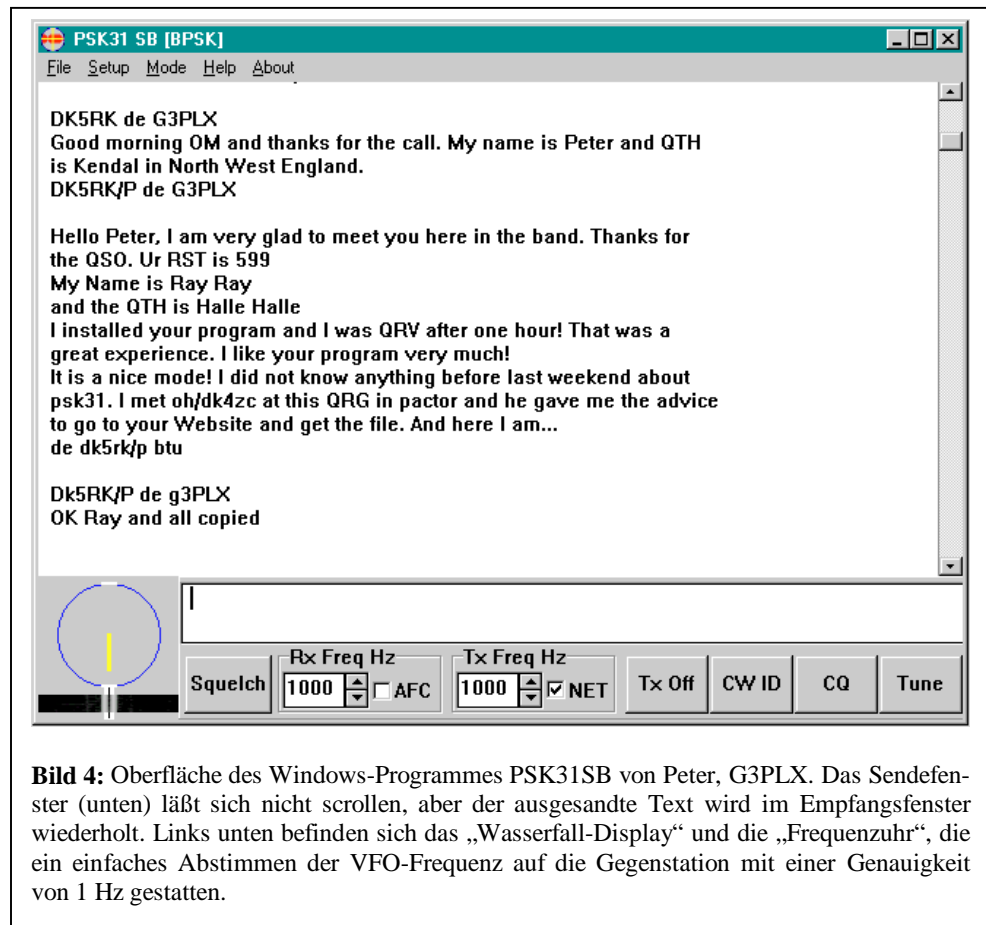 PSK31 SB [BPSK]
File Setup Mode Help About
DK5RK de G3PLX
Good morning OM and thanks for the call. My name is Peter and QTH
is Kendal in North West England.
DK5RK/P de G3PLX
Hello Peter, I am very glad to meet you here in the band. Thanks for
the QSO. Ur RST is 599
My Name is Ray Ray
and the QTH is Halle Halle
I installed your program and I was QRV after one hour! That was a
great experience. I like your program very much!
It is a nice mode! I did not know anything before last weekend about
psk31. I met oh/dk4zc at this QRG in pactor and he gave me the advice
to go to your Website and get the file. And here I am...
de dk5rk/p btu
Dk5RK/P de g3PLX
OK Ray and all copied
Rx Freq Hz Tx Freq Hz
Squelch 1000 AFC 1000 NET Tx Off CW ID CQ Tune
Bild 4: Oberfläche des Windows-Programmes PSK31SB von Peter, G3PLX. Das Sendefen-
ster (unten) läßt sich nicht scrollen, aber der ausgesandte Text wird im Empfangsfenster
wiederholt. Links unten befinden sich das „Wasserfall-Display“ und die „Frequenzuhr“, die
ein einfaches Abstimmen der VFO-Frequenz auf die Gegenstation mit einer Genauigkeit
von 1 Hz gestatten.